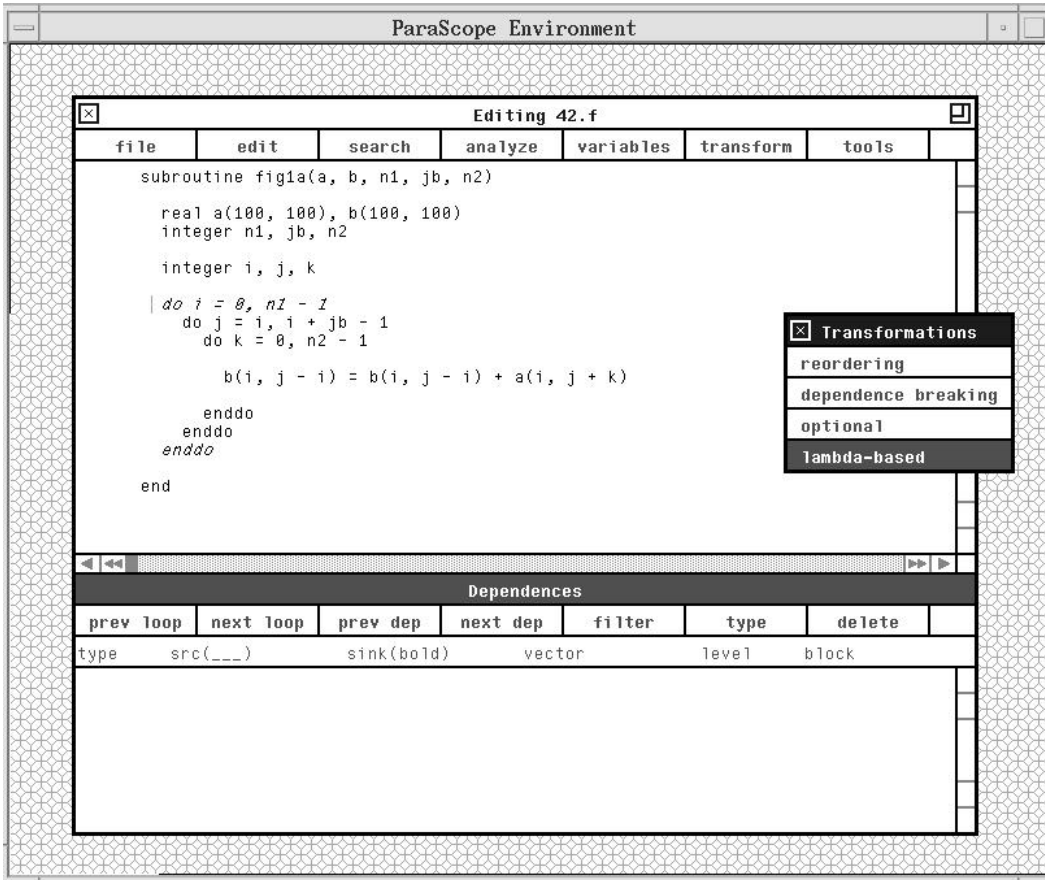 ParaScope Environment
Editing 42.f
file edit search analyze variables transform tools
subroutine fig1a(a, b, n1, jb, n2)
real a(100, 100), b(100, 100)
integer n1, jb, n2
integer i, j, k
do i = 0, n1 - 1
do j = i, i + jb - 1
do k = 0, n2 - 1
b(i, j - i) = b(i, j - i) + a(i, j + k)
enddo
enddo
enddo
end
Transformations
reordering
dependence breaking
optional
lambda-based
Dependences
prev loop next loop prev dep next dep filter type delete
type src(___) sink(bold) vector level block